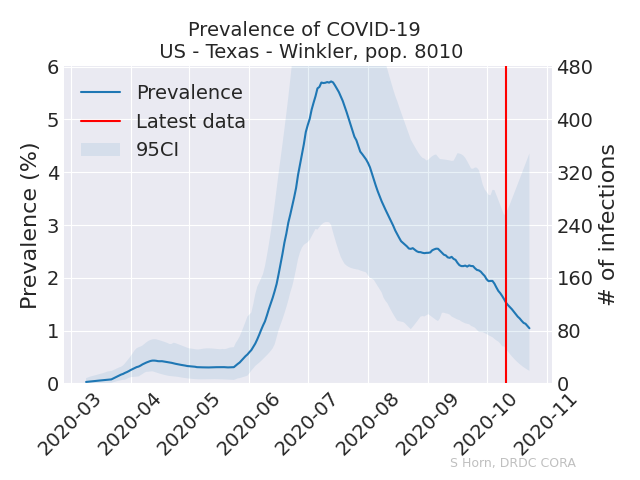 Prevalence of COVID-19
US - Texas - Winkler, pop. 8010
Prevalence
Latest data
95CI
Prevalence (%)
6
5
4
3
2
1
0
# of infections
480
400
320
240
160
80
0
2020-03
2020-04
2020-05
2020-06
2020-07
2020-08
2020-09
2020-10
2020-11
S Horn, DRDC CORA